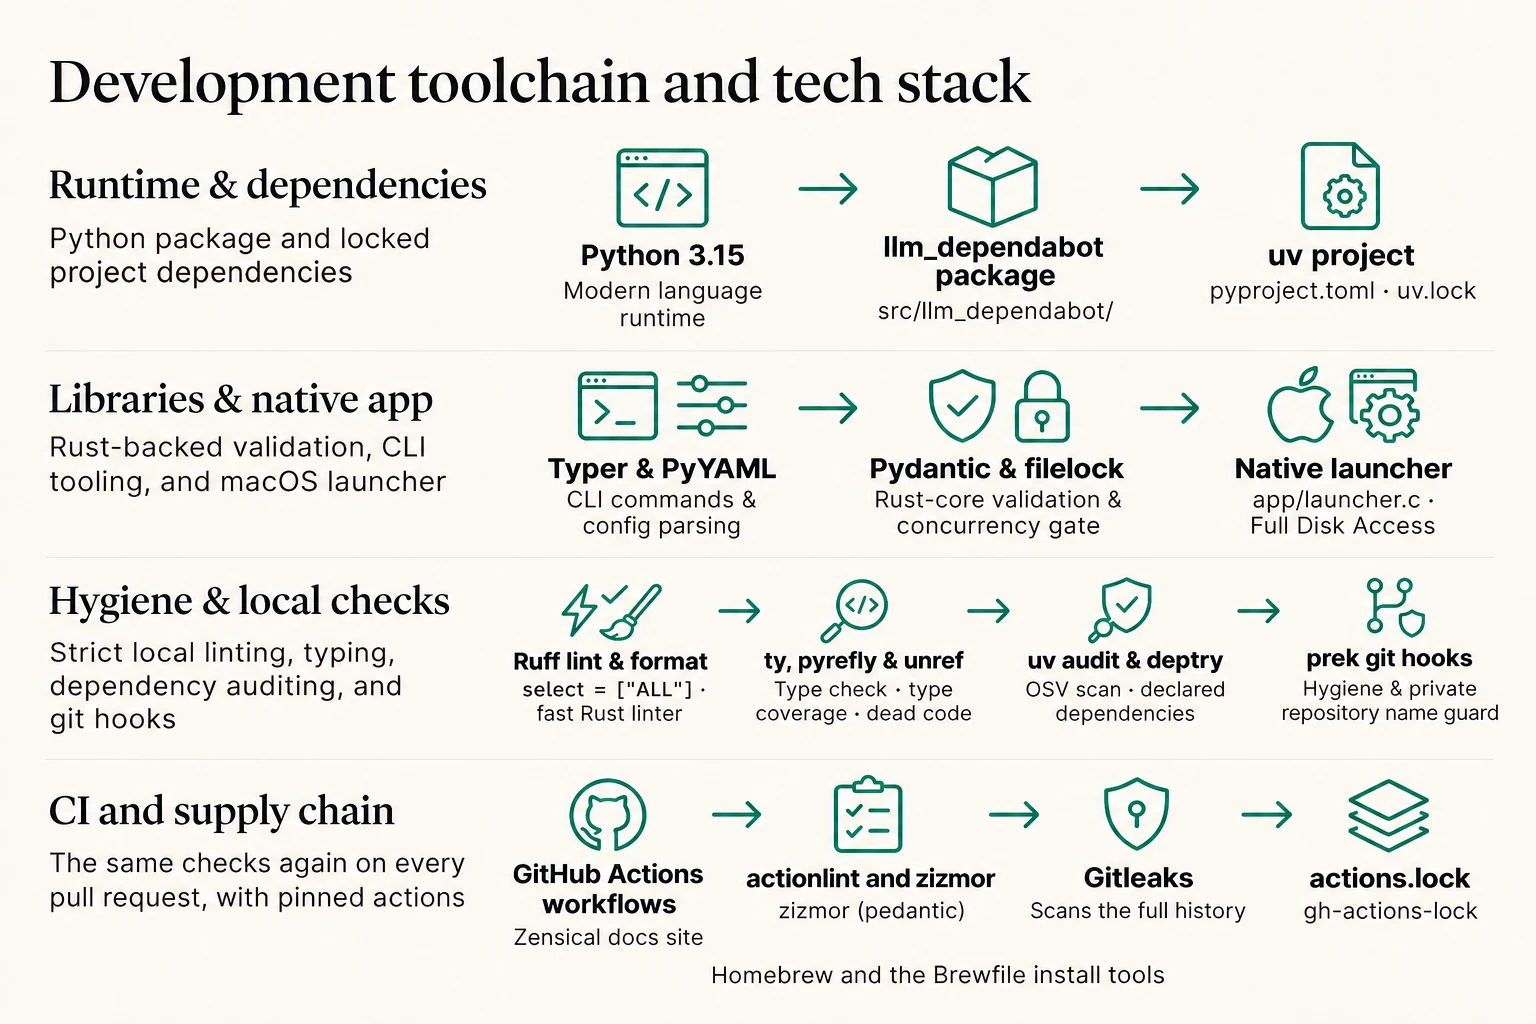 Development toolchain and tech stack
Runtime & dependencies
Python package and locked
project dependencies
</>
Python 3.15
Modern language
runtime
llm_dependabot
package
src/llm_dependabot/
uv project
pyproject.toml · uv.lock
Libraries & native app
Rust-backed validation, CLI
tooling, and macOS launcher
>_
Typer & PyYAML
CLI commands &
config parsing
Pydantic & filelock
Rust-core validation &
concurrency gate
Native launcher
app/launcher.c ·
Full Disk Access
Hygiene & local checks
Strict local linting, typing,
dependency auditing, and
git hooks
Ruff lint & format
select = ["ALL"] ·
fast Rust linter
</>
ty, pyrefly & unref
Type check · type
coverage · dead code
uv audit & deptry
OSV scan · declared
dependencies
prek git hooks
Hygiene & private
repository name guard
CI and supply chain
The same checks again on every
pull request, with pinned actions
GitHub Actions
workflows
Zensical docs site
actionlint and zizmor
zizmor (pedantic)
Gitleaks
Scans the full history
actions.lock
gh-actions-lock
Homebrew and the Brewfile install tools